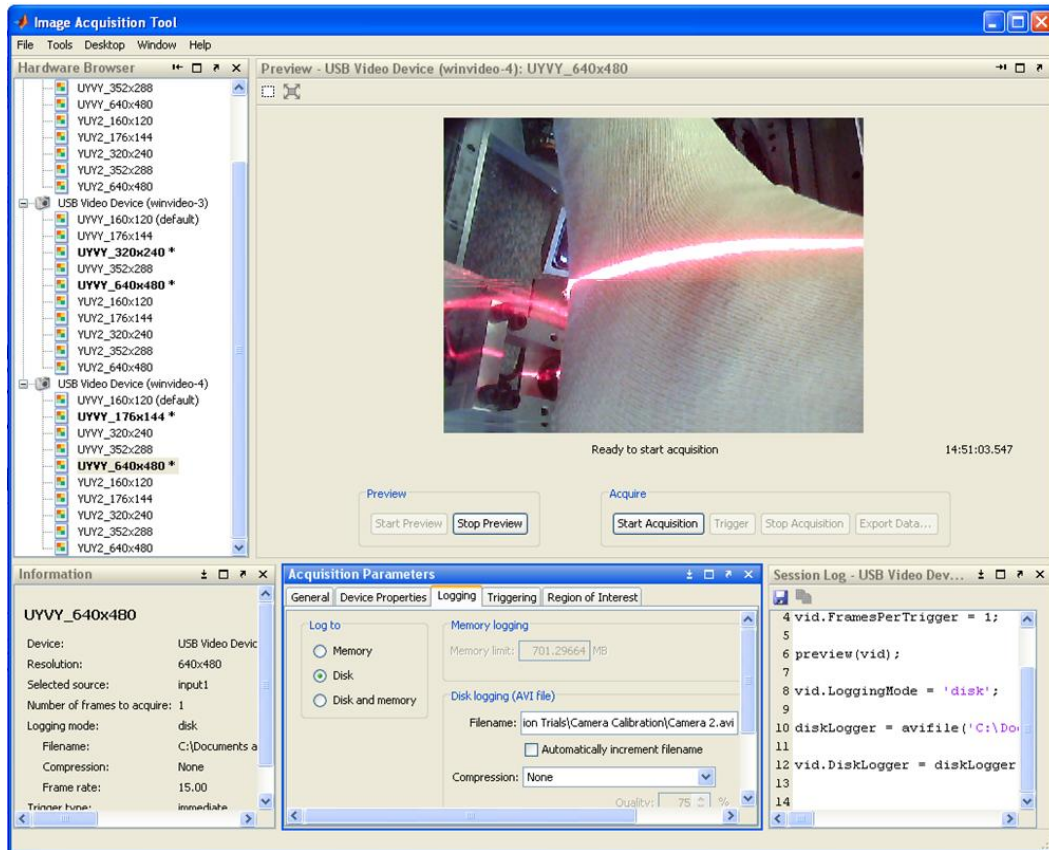 Image Acquisition Tool
File Tools Desktop Window Help
Hardware Browser
UYVY_352x288
UYVY_640x480
YUY2_160x120
YUY2_176x144
YUY2_320x240
YUY2_352x288
YUY2_640x480
USB Video Device (winvideo-3)
UYVY_160x120 (default)
UYVY_176x144
UYVY_320x240 *
UYVY_352x288
UYVY_640x480 *
YUY2_160x120
YUY2_176x144
YUY2_320x240
YUY2_352x288
YUY2_640x480
USB Video Device (winvideo-4)
UYVY_160x120 (default)
UYVY_176x144 *
UYVY_320x240
UYVY_352x288
UYVY_640x480 *
YUY2_160x120
YUY2_176x144
YUY2_320x240
YUY2_352x288
YUY2_640x480
Preview - USB Video Device (winvideo-4): UYVY_640x480
Ready to start acquisition 14:51:03.547
Preview
Start Preview Stop Preview
Acquire
Start Acquisition Trigger Stop Acquisition Export Data...
Information
UYVY_640x480
Device: USB Video Devic
Resolution: 640x480
Selected source: input1
Number of frames to acquire: 1
Logging mode: disk
Filename: C:\Documents a
Compression: None
Frame rate: 15.00
Trigger type: immediate
Acquisition Parameters
General Device Properties Logging Triggering Region of Interest
Log to
Memory
Disk
Disk and memory
Memory logging
Memory limit: 701.29664 MB
Disk logging (AVI file)
Filename: ion Trials\Camera Calibration\Camera 2.avi
Automatically increment filename
Compression: None
Quality: 75 %
Session Log - USB Video Dev...
4 vid.FramesPerTrigger = 1;
5
6 preview(vid);
7
8 vid.LoggingMode = 'disk';
9
10 diskLogger = avifile('C:\Do
11
12 vid.DiskLogger = diskLogger
13
14